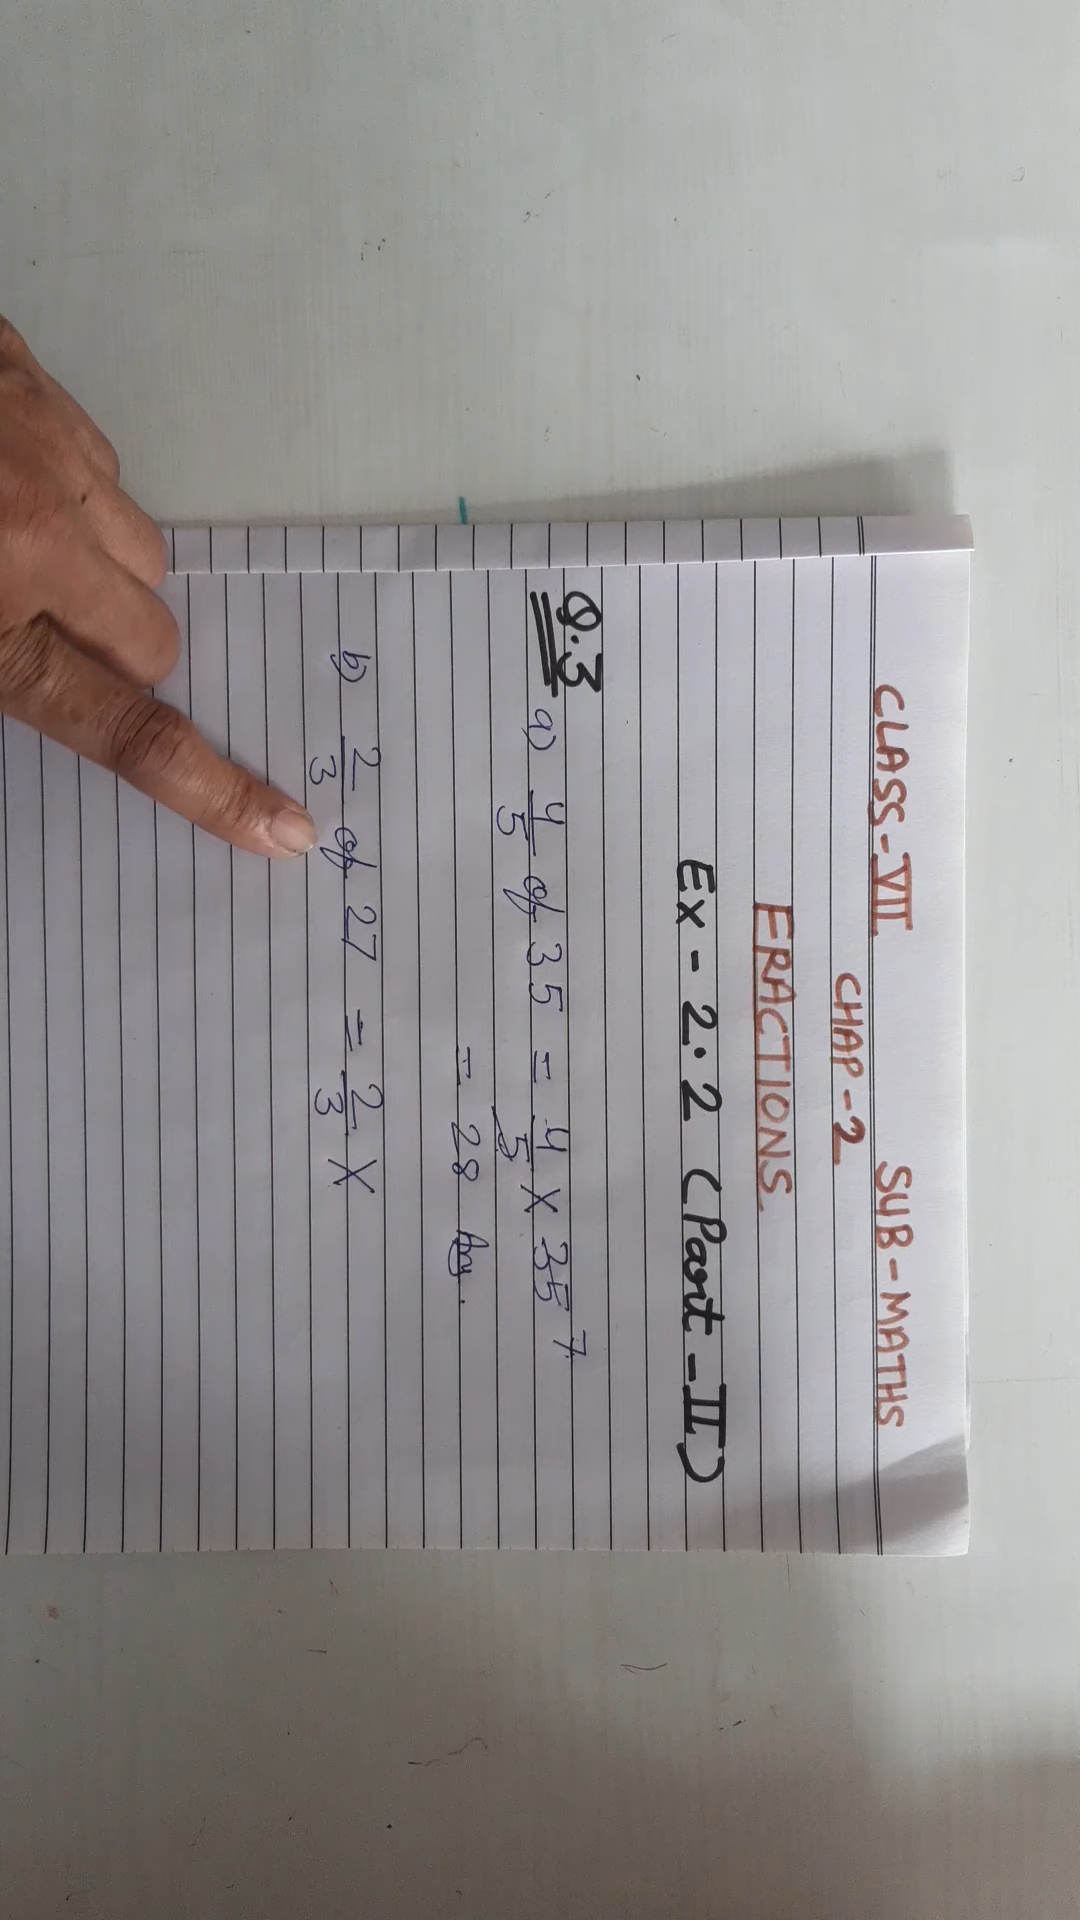 CLASS-VII SUB-MATHS
CHAP-2
FRACTIONS
Ex-2.2 (Part-II)
Q.3
a) 4/5 of 35 = 4/5 × 35 7
= 28 Ans.
b) 2/3 of 27 = 2/3 ×